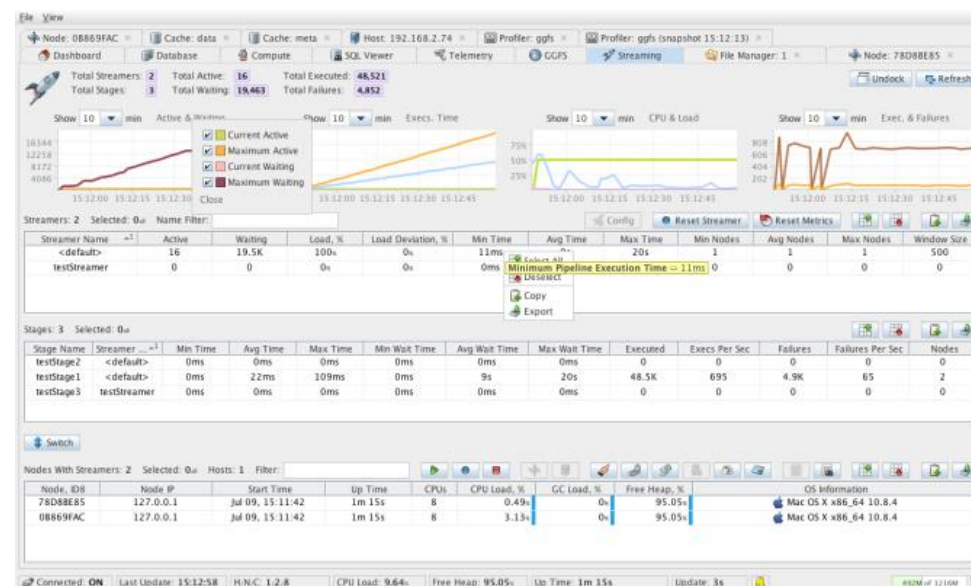 File View
Node: 0B869FAC Cache: data Cache: meta Host: 192.168.2.74 Profiler: ggfs Profiler: ggfs (snapshot 15:12:13)
Dashboard Database Compute SQL Viewer Telemetry GGFS Streaming File Manager: 1 Node: 78D8BE85
Total Streamers: 2 Total Active: 16 Total Executed: 48,521
Total Stages: 3 Total Waiting: 19,463 Total Failures: 4,852
Undock Refresh
Show 10 min Active & Waiting Show 10 min Execs. Time Show 10 min CPU & Load Show 10 min Exec. & Failures
Current Active
Maximum Active
Current Waiting
Maximum Waiting
Close
16344
12258
8172
4086
75%
50%
25%
808
606
404
202
15:12:00 15:12:15 15:12:30
15:12:00 15:12:15 15:12:30 15:12:45
15:12:00 15:12:15 15:12:30 15:12:45
15:12:00 15:12:15 15:12:30 15:12:45
Streamers: 2 Selected: 0 Name Filter: Config Reset Streamer Reset Metrics
Streamer Name Active Waiting Load, % Load Deviation, % Min Time Avg Time Max Time Min Nodes Avg Nodes Max Nodes Window Size
<default> 16 19.5K 100% 0% 11ms 20s 1 1 1 500
testStreamer 0 0 0% 0% 0ms 0 0 0 0
Select All
Minimum Pipeline Execution Time = 11ms
Deselect
Copy
Export
Stages: 3 Selected: 0
Stage Name Streamer ... Min Time Avg Time Max Time Min Wait Time Avg Wait Time Max Wait Time Executed Execs Per Sec Failures Failures Per Sec Nodes
testStage2 <default> 0ms 0ms 0ms 0ms 0ms 0ms 0 0 0 0 0
testStage1 <default> 0ms 22ms 109ms 0ms 9s 20s 48.5K 695 4.9K 65 2
testStage3 testStreamer 0ms 0ms 0ms 0ms 0ms 0ms 0 0 0 0 0
Switch
Nodes With Streamers: 2 Selected: 0 Hosts: 1 Filter:
Node, ID8 Node IP Start Time Up Time CPUs CPU Load, % GC Load, % Free Heap, % OS Information
78D8BE85 127.0.0.1 Jul 09, 15:11:42 1m 15s 8 0.49% 0% 95.05% Mac OS X x86_64 10.8.4
0B869FAC 127.0.0.1 Jul 09, 15:11:42 1m 15s 8 3.13% 0% 95.05% Mac OS X x86_64 10.8.4
Connected: ON Last Update: 15:12:58 H:N:C: 1:2:8 CPU Load: 9.64% Free Heap: 95.05% Up Time: 1m 15s Update: 3s 492M of 1216M